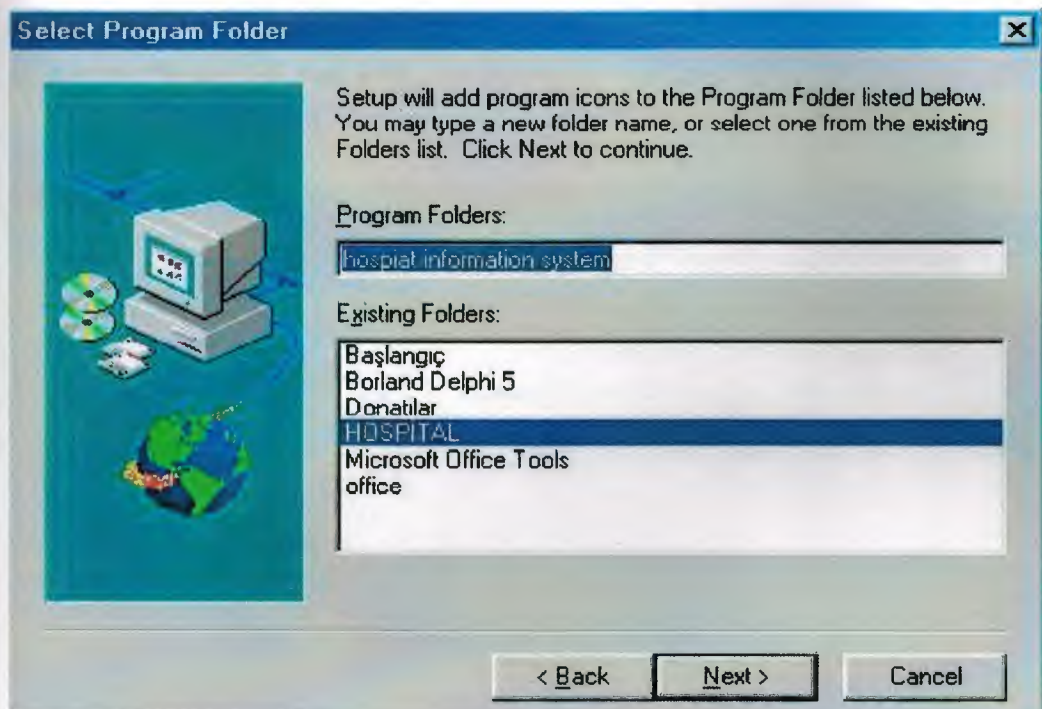 Select Program Folder
Setup will add program icons to the Program Folder listed below.
You may type a new folder name, or select one from the existing
Folders list. Click Next to continue.
Program Folders:
hospiat information system
Existing Folders:
Başlangıç
Borland Delphi 5
Donatılar
HOSPITAL
Microsoft Office Tools
office
< Back
Next >
Cancel